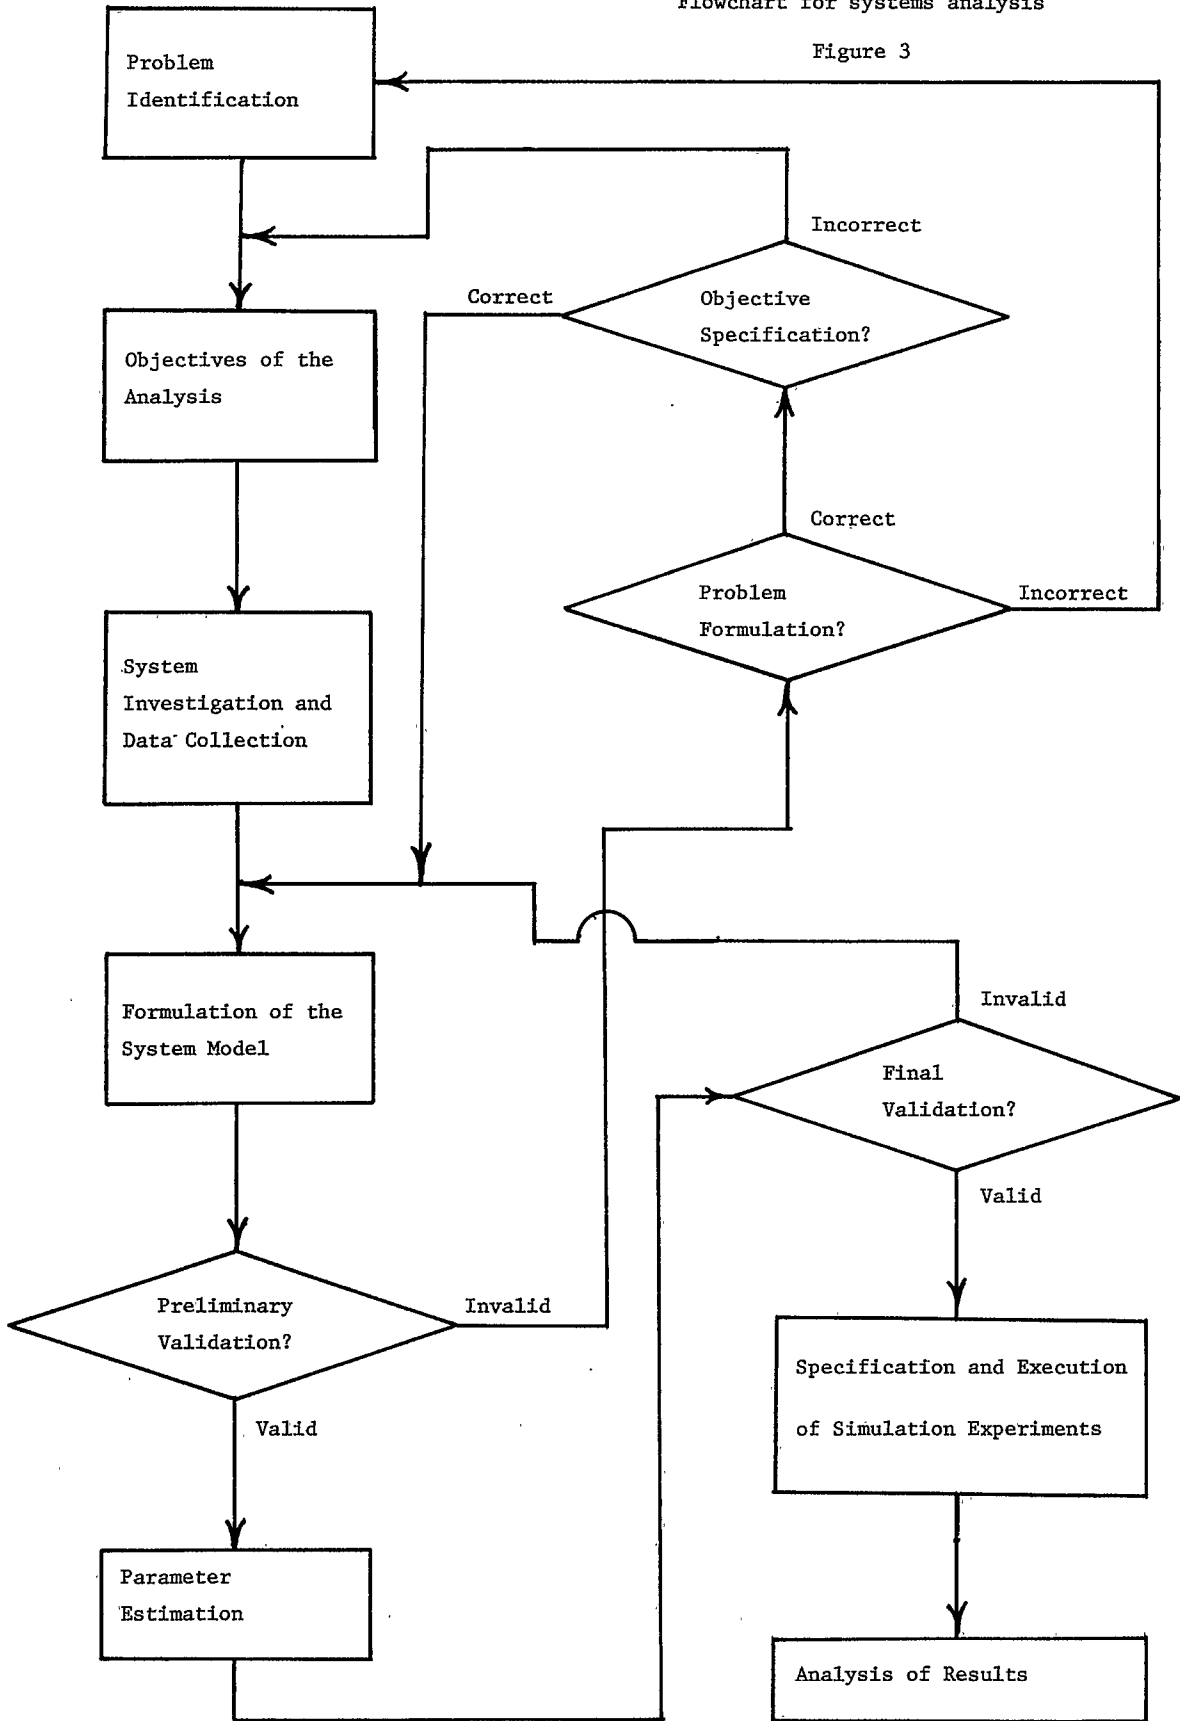 Flowchart for systems analysis
Figure 3
Problem
Identification
Incorrect
Correct
Objective
Specification?
Objectives of the
Analysis
Correct
Problem
Formulation?
Incorrect
System
Investigation and
Data Collection
Formulation of the
System Model
Invalid
Final
Validation?
Valid
Preliminary
Validation?
Invalid
Valid
Specification and Execution
of Simulation Experiments
Parameter
Estimation
Analysis of Results